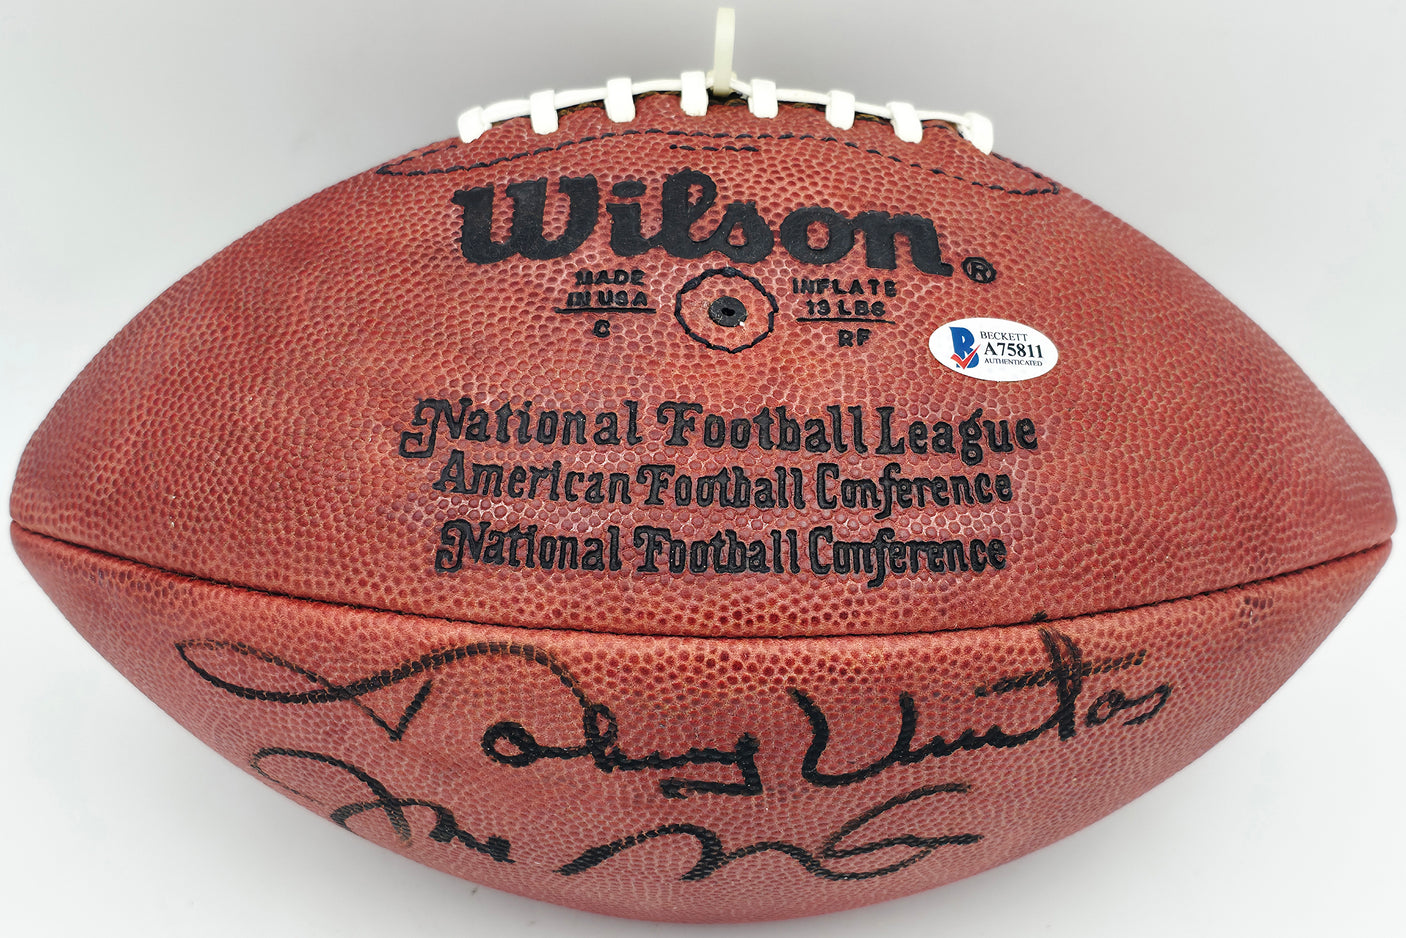 Wilson®
MADE IN USA C
INFLATE 13 LBS RF
BECKETT
A75811
AUTHENTICATED
National Football League
American Football Conference
National Football Conference
Johnny Unitas
Joe